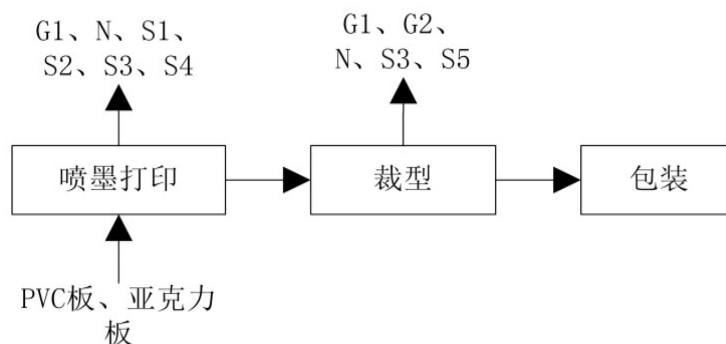 G1、N、S1、
S2、S3、S4
G1、G2、
N、S3、S5
喷墨打印
裁型
包装
PVC板、亚克力
板